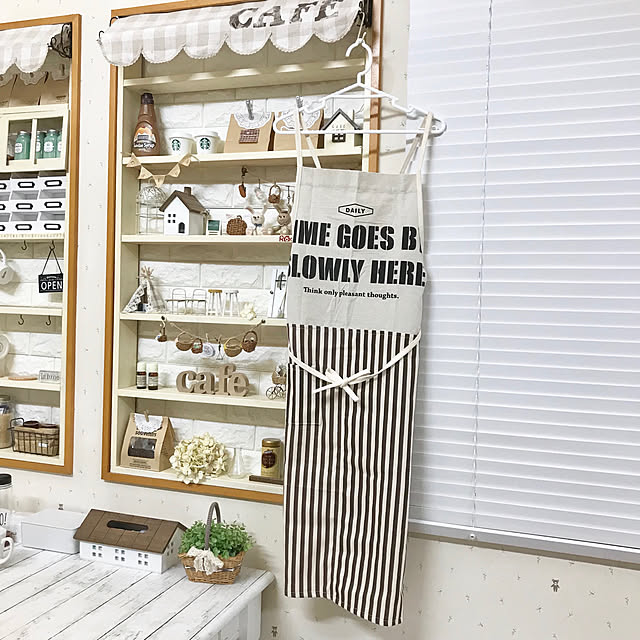 CAFE
DAILY
IME GOES B
LOWLY HERE
Think only pleasant thoughts.
OPEN
cafe